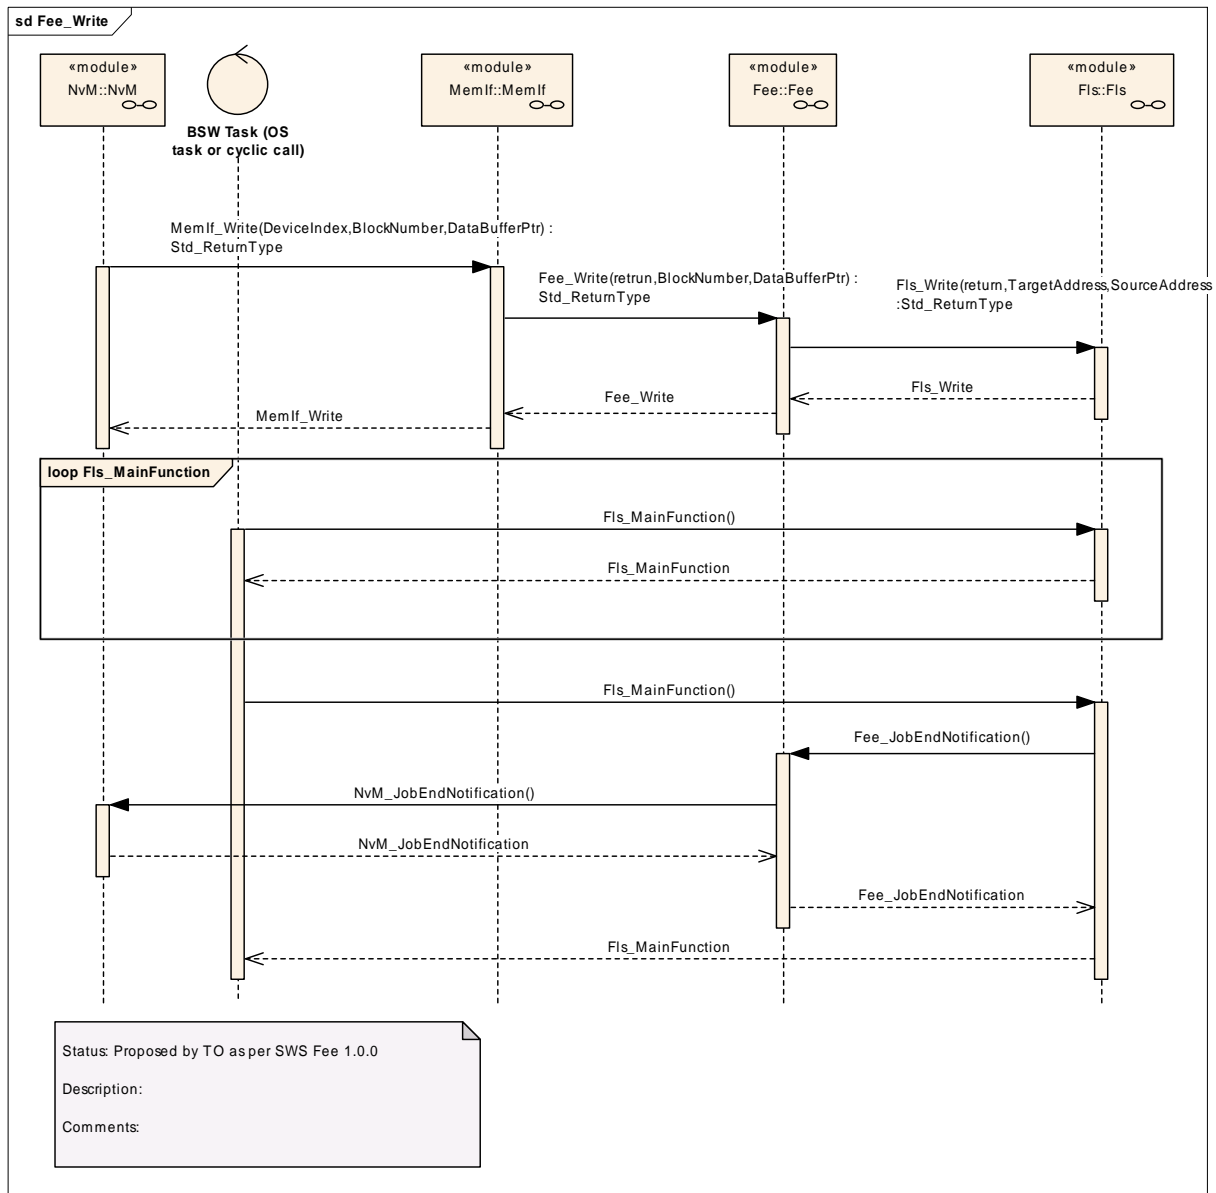 sd Fee_Write
«module»
NvM::NvM
BSW Task (OS
task or cyclic call)
«module»
MemIf::MemIf
«module»
Fee::Fee
«module»
Fls::Fls
MemIf_Write(DeviceIndex,BlockNumber,DataBufferPtr) :
Std_ReturnType
Fee_Write(retrun,BlockNumber,DataBufferPtr) :
Std_ReturnType
Fls_Write(return,TargetAddress,SourceAddress
:Std_ReturnType
Fls_Write
Fee_Write
MemIf_Write
loop Fls_MainFunction
Fls_MainFunction()
Fls_MainFunction
Fls_MainFunction()
Fee_JobEndNotification()
NvM_JobEndNotification()
NvM_JobEndNotification
Fee_JobEndNotification
Fls_MainFunction
Status: Proposed by TO as per SWS Fee 1.0.0
Description:
Comments: